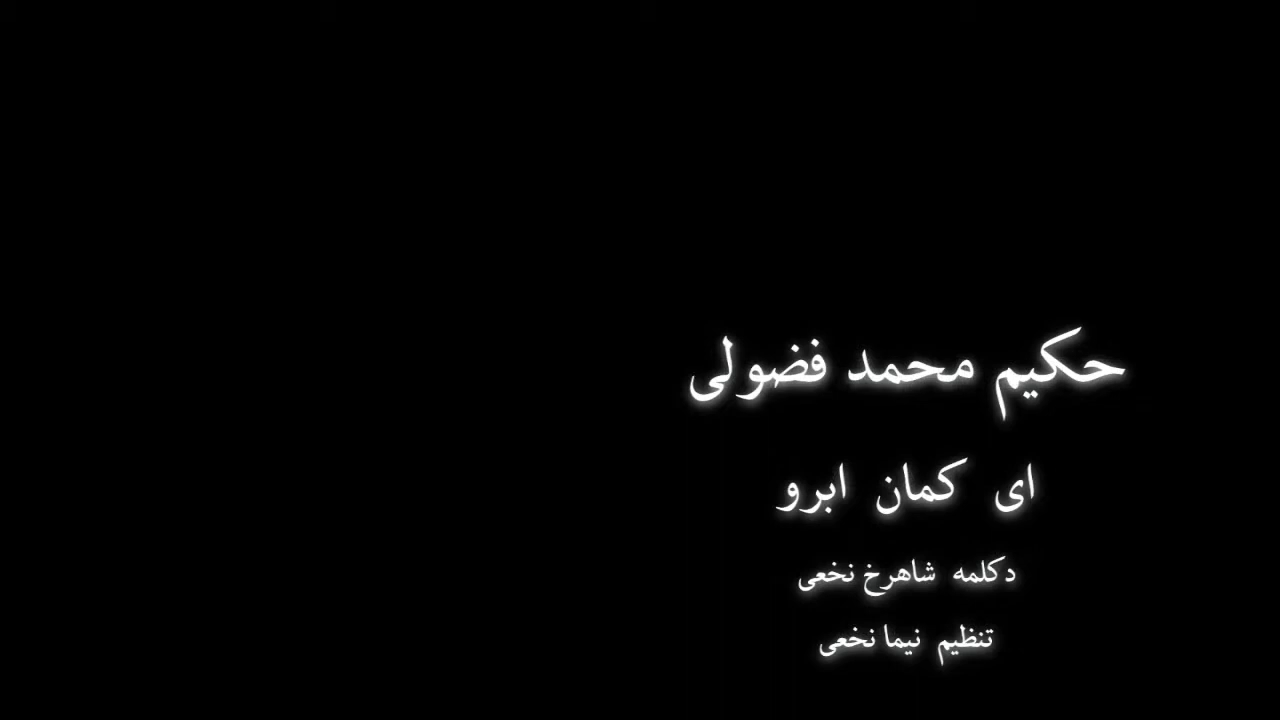 حکیم محمد فضولی
ای کمان ابرو
دکلمه شاهرخ نخعی
تنظیم نیما نخعی